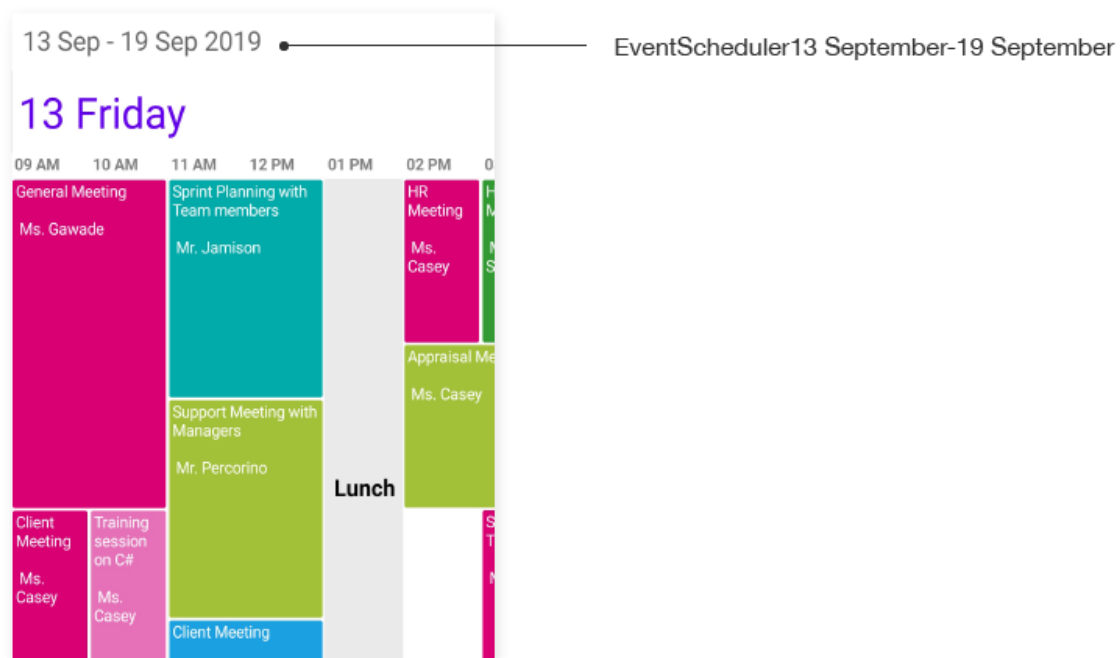 13 Sep - 19 Sep 2019
EventScheduler13 September-19 September
13 Friday
09 AM 10 AM 11 AM 12 PM 01 PM 02 PM
General Meeting
Ms. Gawade
Sprint Planning with
Team members
Mr. Jamison
HR
Meeting
Ms.
Casey
Appraisal
Ms. Casey
Support Meeting with
Managers
Mr. Percorino
Lunch
Client
Meeting
Ms.
Casey
Training
session
on C#
Ms.
Casey
Client Meeting